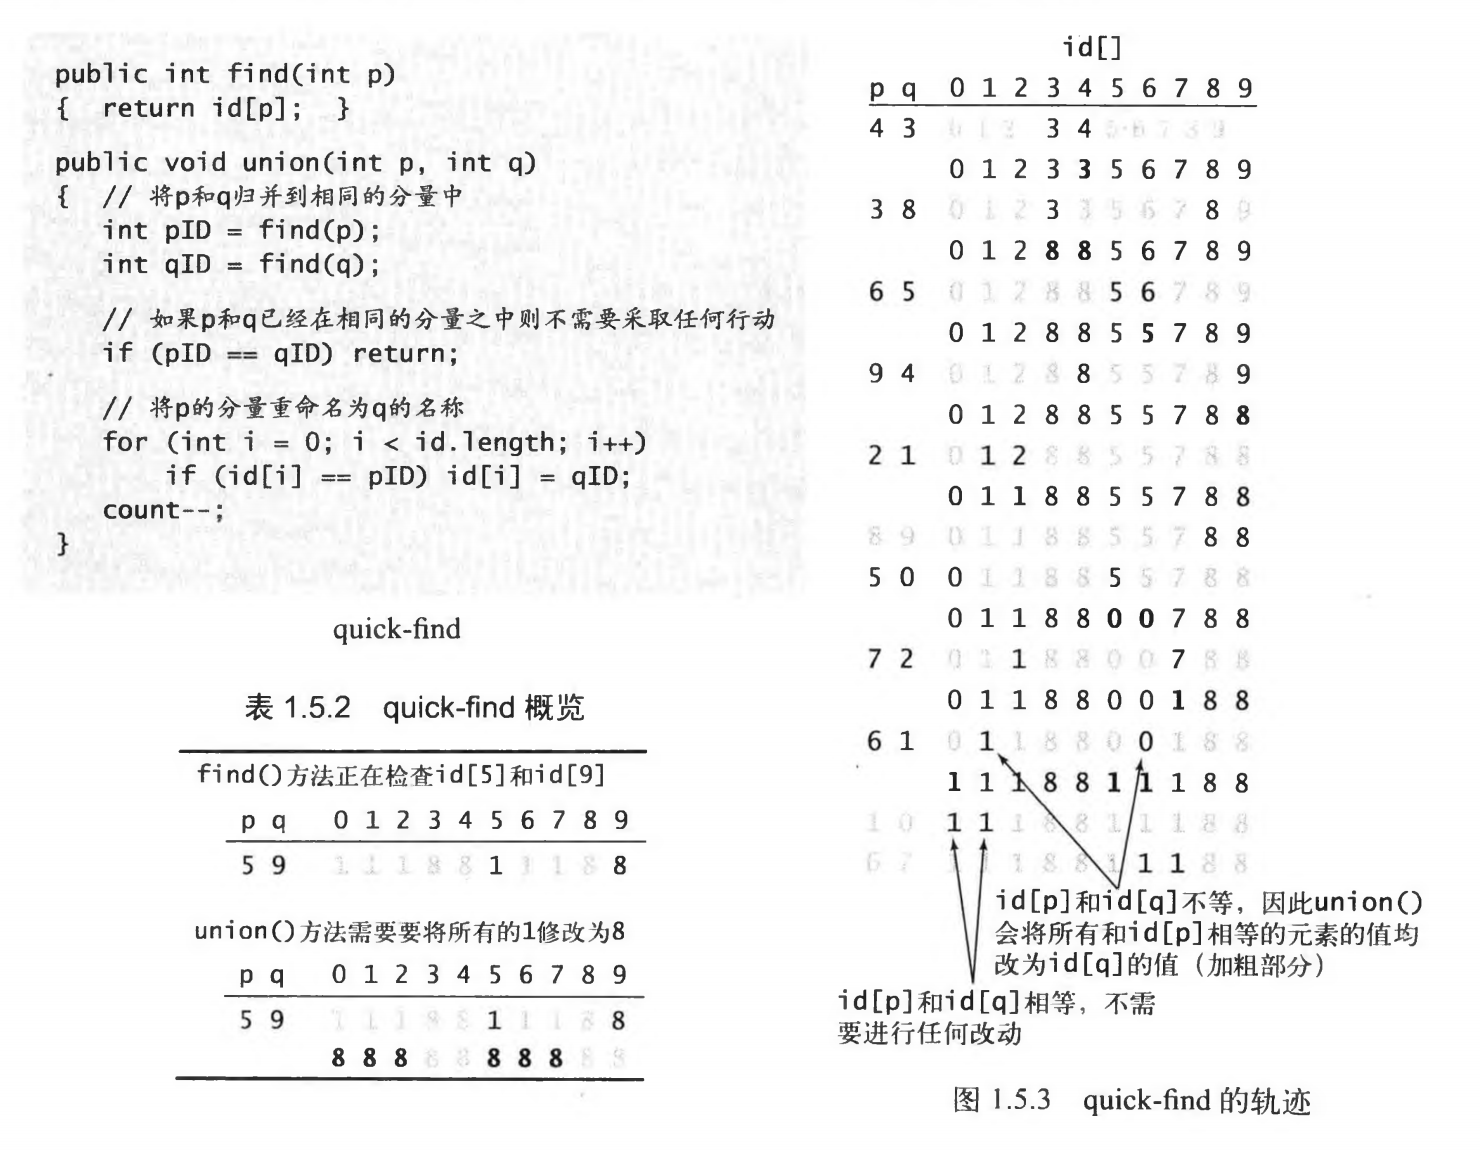 public int find(int p)
{  return id[p];  }
public void union(int p, int q)
{  // 将p和q归并到相同的分量中
   int pID = find(p);
   int qID = find(q);
   // 如果p和q已经在相同的分量之中则不需要采取任何行动
   if (pID == qID) return;
   // 将p的分量重命名为q的名称
   for (int i = 0; i < id.length; i++)
       if (id[i] == pID) id[i] = qID;
   count--;
}
quick-find
表 1.5.2 quick-find 概览
find()方法正在检查id[5]和id[9]
p q 0 1 2 3 4 5 6 7 8 9
5 9 1 1 1 8 8 1 1 1 8 8
union()方法需要要将所有的1修改为8
p q 0 1 2 3 4 5 6 7 8 9
5 9 1 1 1 8 8 1 1 1 8 8
8 8 8 8 8 8 8 8 8 8
id[]
p q 0 1 2 3 4 5 6 7 8 9
4 3 0 1 2 3 4 5 6 7 8 9
0 1 2 3 3 5 6 7 8 9
3 8 0 1 2 3 3 5 6 7 8 9
0 1 2 8 8 5 6 7 8 9
6 5 0 1 2 8 8 5 6 7 8 9
0 1 2 8 8 5 5 7 8 9
9 4 0 1 2 8 8 5 5 7 8 9
0 1 2 8 8 5 5 7 8 8
2 1 0 1 2 8 8 5 5 7 8 8
0 1 1 8 8 5 5 7 8 8
8 9 0 1 1 8 8 5 5 7 8 8
5 0 0 1 1 8 8 5 5 7 8 8
0 1 1 8 8 0 0 7 8 8
7 2 0 1 1 8 8 0 0 7 8 8
0 1 1 8 8 0 0 1 8 8
6 1 0 1 1 8 8 0 0 1 8 8
1 1 1 8 8 1 1 1 8 8
1 0 1 1 1 8 8 1 1 1 8 8
6 7 1 1 1 8 8 1 1 1 8 8
id[p]和id[q]不等，因此union()
会将所有和id[p]相等的元素的值均
改为id[q]的值（加粗部分）
id[p]和id[q]相等，不需
要进行任何改动
图 1.5.3 quick-find 的轨迹